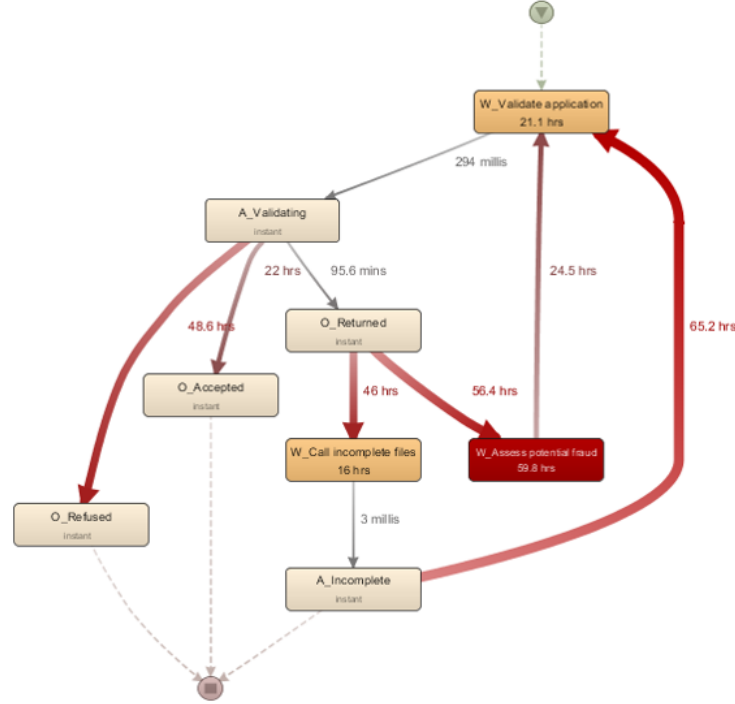 W_Validate application
21.1 hrs
294 millis
A_Validating
instant
22 hrs
95.6 mins
24.5 hrs
O_Returned
instant
48.6 hrs
65.2 hrs
O_Accepted
instant
46 hrs
56.4 hrs
W_Call incomplete files
16 hrs
W_Assess potential fraud
59.8 hrs
O_Refused
instant
3 millis
A_Incomplete
instant